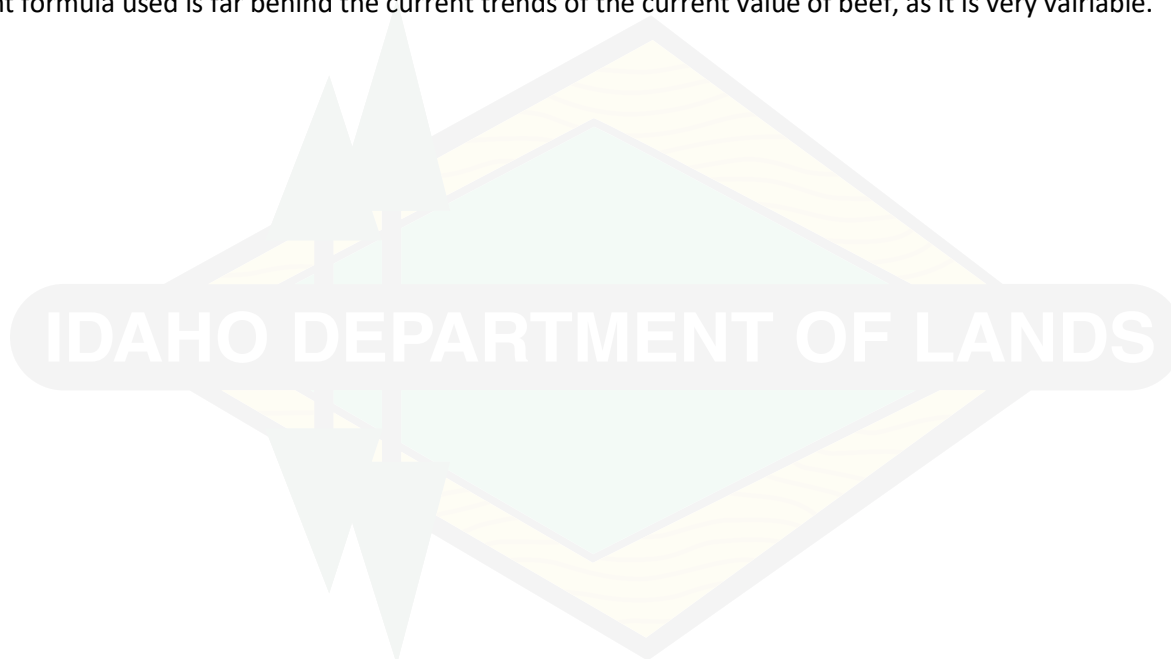 nt formula used is far behind the current trends of the current value of beef, as it is very vairiable.
IDAHO DEPARTMENT OF LANDS